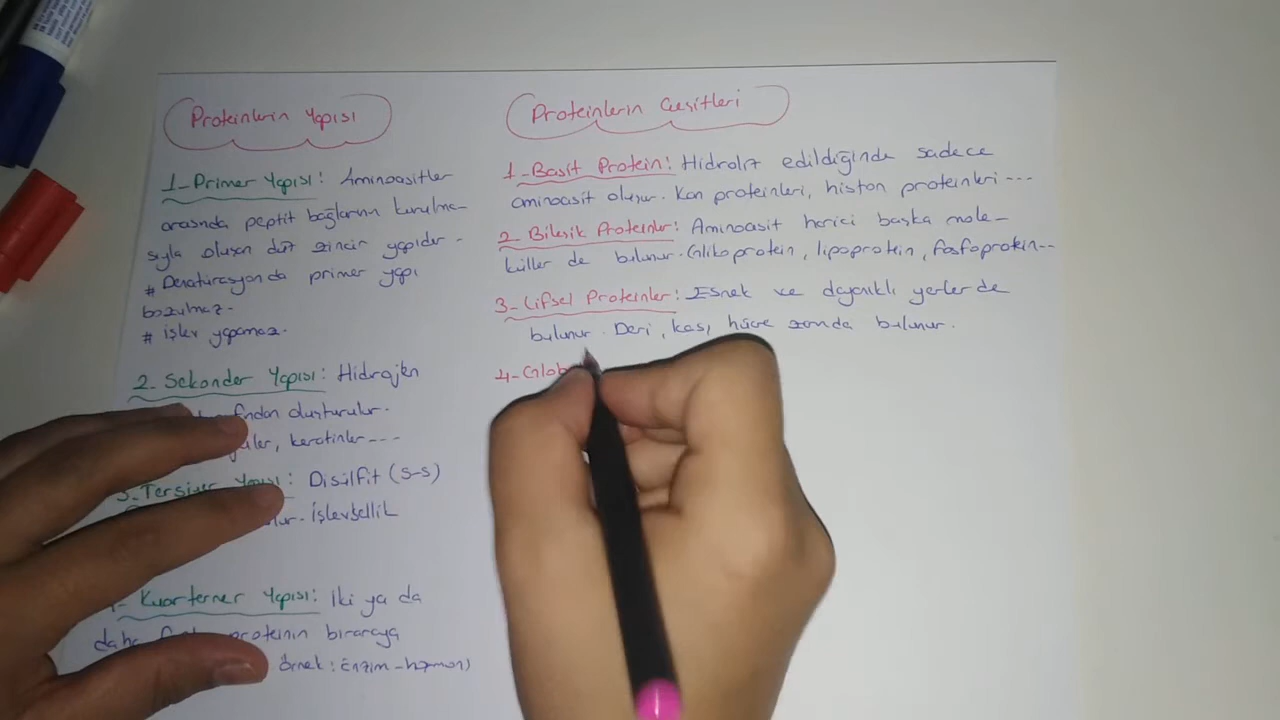 Proteinlerin Yapısı
1-Primer Yapısı: Aminoasitler
arasında peptit bağlarının kurulma-
sıyla oluşan düz zincir yapıdır.
# Denatürasyonda primer yapı
bozulmaz.
# işlev yapamaz.
2- Sekonder Yapısı: Hidrojen
oluşturulur.
keratinler---
3-Tersiyer Yapısı: Disülfit (S-S)
İşlevsellik
Kuarterner Yapısı: İki ya da
proteinin biraraya
örnek: Enzim-hormon
Proteinlerin Çeşitleri
1-Basit Protein: Hidroliz edildiğinde sadece
aminoasit oluşur. Kan proteinleri, histon proteinleri---
2- Bileşik Proteinler: Aminoasit harici başka mole-
küller de bulunur. Glikoprotein, lipoprotein, fosfoprotein--
3-Lifsel Proteinler: Esnek ve dayanıklı yerlerde
bulunur. Deri, kas, hücre zarında bulunur.
4-Glob